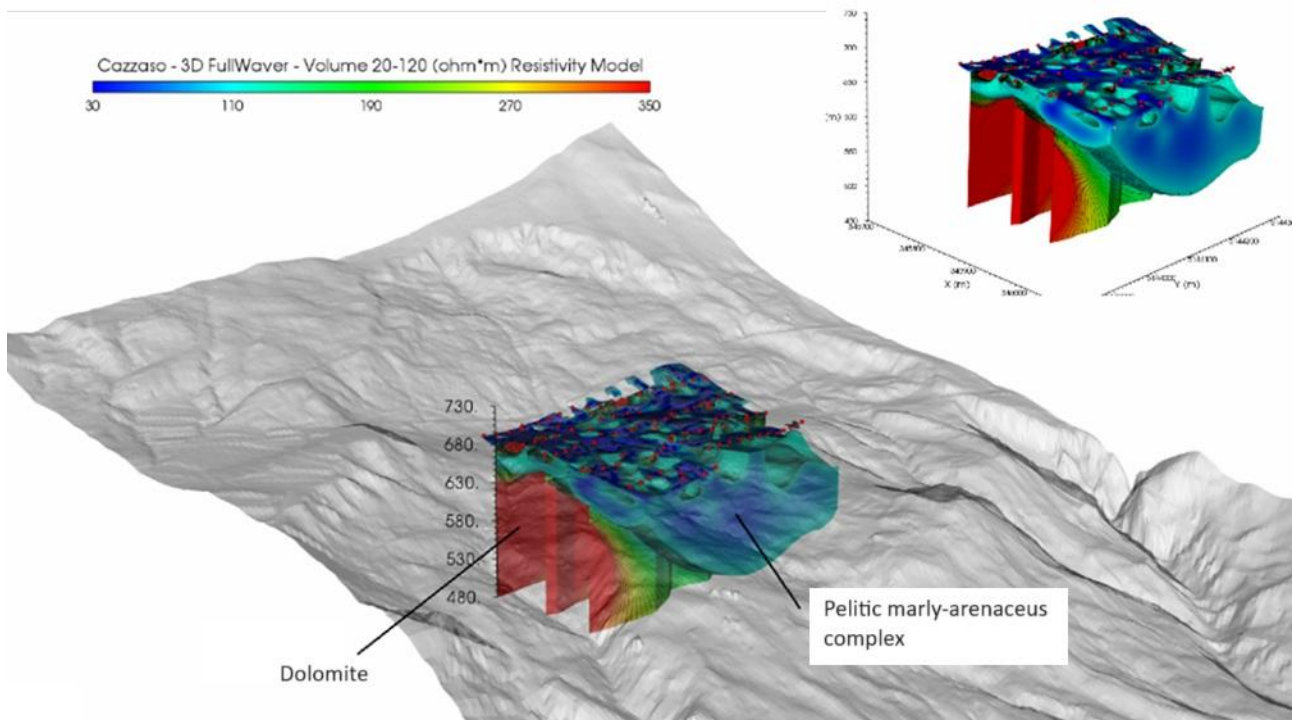 Cazzaso - 3D FullWaver - Volume 20-120 (ohm*m) Resistivity Model
30 110 190 270 350
(m)
X (m)
Y (m)
730.
680.
630.
580.
530.
480.
Pelitic marly-arenaceus
complex
Dolomite